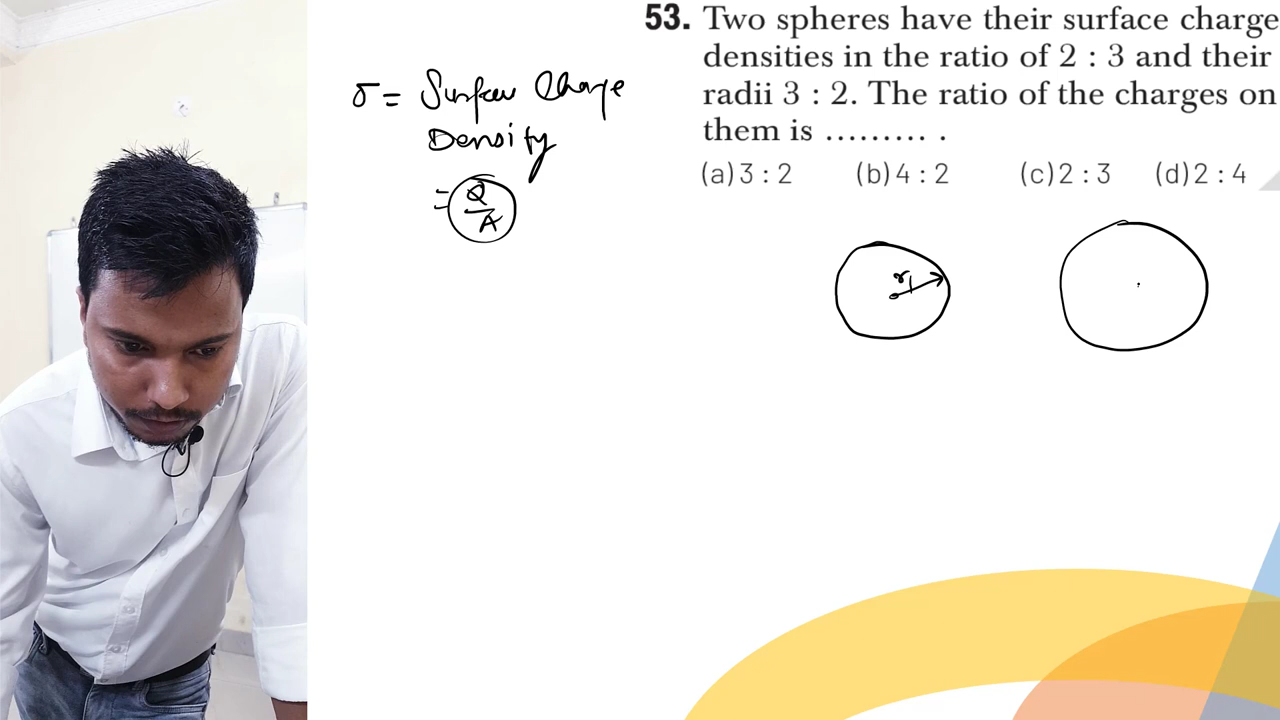 53. Two spheres have their surface charge
densities in the ratio of 2 : 3 and their
radii 3 : 2. The ratio of the charges on
them is ......... .
(a) 3 : 2 (b) 4 : 2 (c) 2 : 3 (d) 2 : 4
σ = Surface Charge
Density
= Q/A
r₁